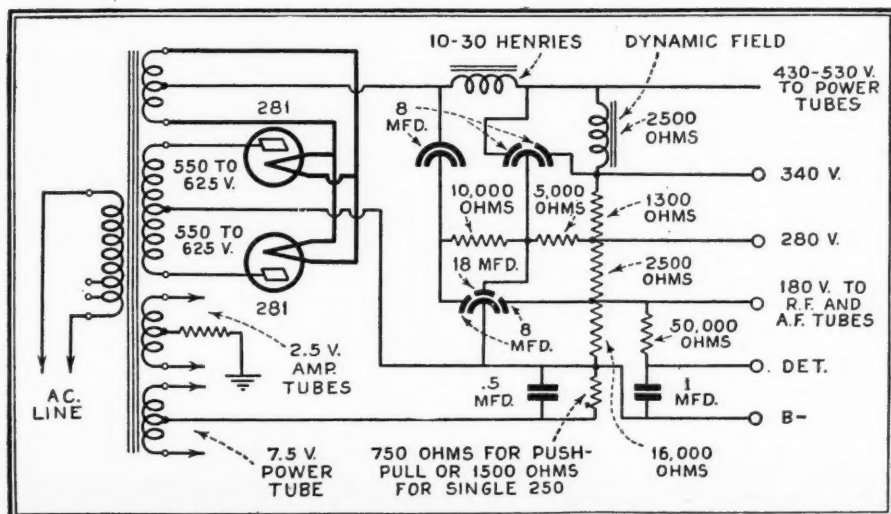 10-30 HENRIES
DYNAMIC FIELD
430-530 V.
TO POWER
TUBES
281
8
MFD.
2500
OHMS
550 TO
625 V.
340 V.
10,000
OHMS
5,000
OHMS
1300
OHMS
280 V.
550 TO
625 V.
18 MFD.
2500
OHMS
281
8
MFD.
180 V. TO
R.F. AND
A.F. TUBES
50,000
OHMS
2.5 V.
AMP.
TUBES
DET.
A.C.
LINE
.5
MFD.
1
MFD.
B-
7.5 V.
POWER
TUBE
750 OHMS FOR PUSH-
PULL OR 1500 OHMS
FOR SINGLE 250
16,000
OHMS